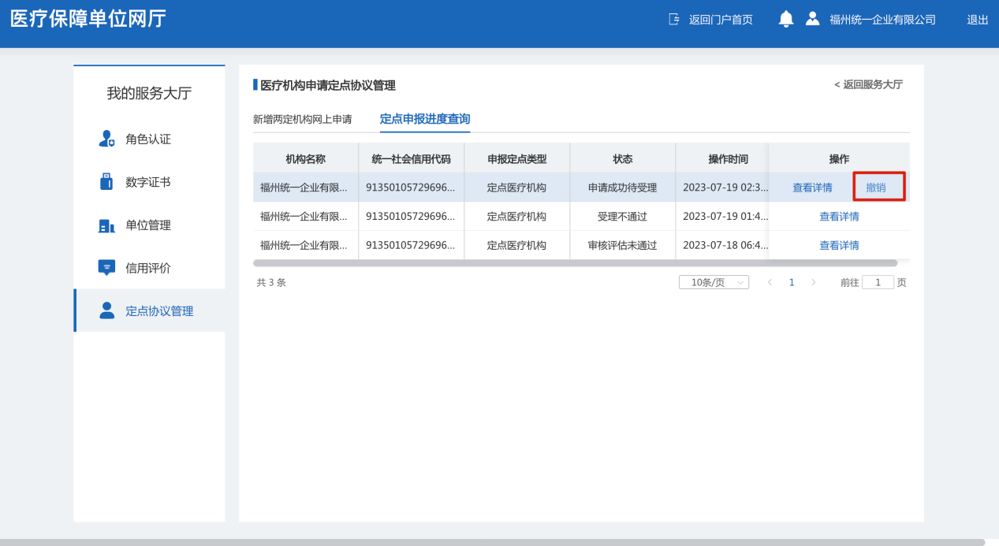 医疗保障单位网厅
返回门户首页 福州统一企业有限公司 退出
我的服务大厅
角色认证
数字证书
单位管理
信用评价
定点协议管理
医疗机构申请定点协议管理 < 返回服务大厅
新增两定机构网上申请 定点申报进度查询
机构名称 统一社会信用代码 申报定点类型 状态 操作时间 操作
福州统一企业有限... 91350105729696... 定点医疗机构 申请成功待受理 2023-07-19 02:3... 查看详情 撤销
福州统一企业有限... 91350105729696... 定点医疗机构 受理不通过 2023-07-19 01:4... 查看详情
福州统一企业有限... 91350105729696... 定点医疗机构 审核评估未通过 2023-07-18 06:4... 查看详情
共 3 条 10条/页 1 前往 1 页